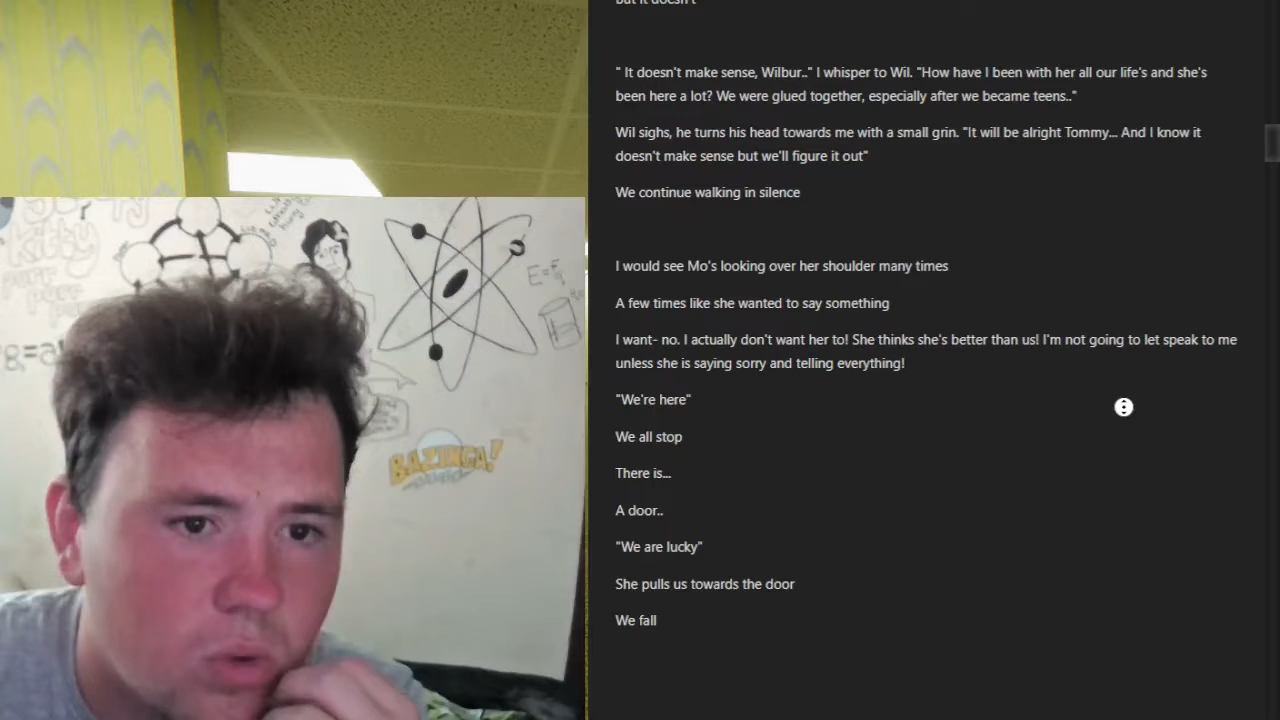 but it doesn't
" It doesn't make sense, Wilbur.." I whisper to Wil. "How have I been with her all our life's and she's
been here a lot? We were glued together, especially after we became teens.."
Wil sighs, he turns his head towards me with a small grin. "It will be alright Tommy... And I know it
doesn't make sense but we'll figure it out"
We continue walking in silence
I would see Mo's looking over her shoulder many times
A few times like she wanted to say something
I want- no. I actually don't want her to! She thinks she's better than us! I'm not going to let speak to me
unless she is saying sorry and telling everything!
"We're here"
We all stop
There is...
A door..
"We are lucky"
She pulls us towards the door
We fall
kitty
purr
purr
E=
BAZINGA!